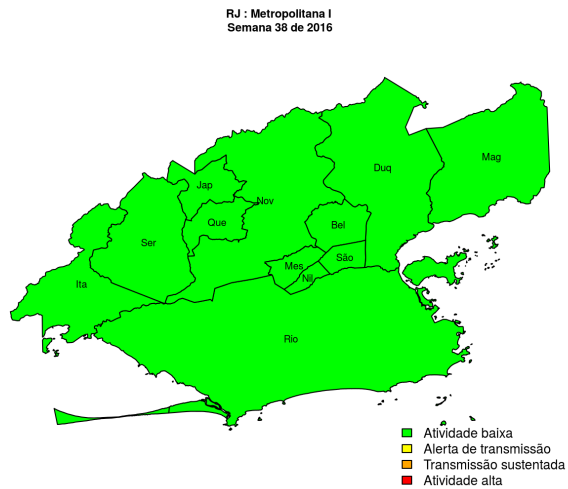 RJ : Metropolitana I
Semana 38 de 2016
Mag
Duq
Jap
Nov
Que
Bel
Ser
São
Mes
Nil
Ita
Rio
Atividade baixa
Alerta de transmissão
Transmissão sustentada
Atividade alta